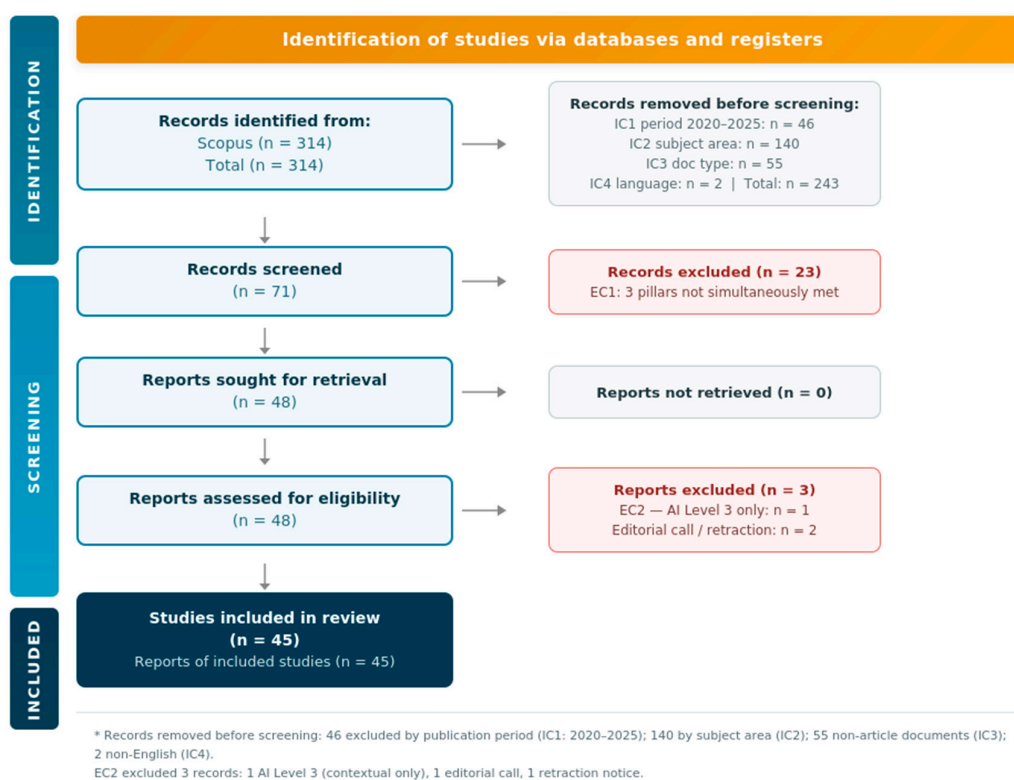 IDENTIFICATION
Identification of studies via databases and registers
Records identified from:
Scopus (n = 314)
Total (n = 314)
Records removed before screening:
IC1 period 2020–2025: n = 46
IC2 subject area: n = 140
IC3 doc type: n = 55
IC4 language: n = 2 | Total: n = 243
SCREENING
Records screened
(n = 71)
Records excluded (n = 23)
EC1: 3 pillars not simultaneously met
Reports sought for retrieval
(n = 48)
Reports not retrieved (n = 0)
Reports assessed for eligibility
(n = 48)
Reports excluded (n = 3)
EC2 — AI Level 3 only: n = 1
Editorial call / retraction: n = 2
INCLUDED
Studies included in review
(n = 45)
Reports of included studies (n = 45)
* Records removed before screening: 46 excluded by publication period (IC1: 2020–2025); 140 by subject area (IC2); 55 non-article documents (IC3);
2 non-English (IC4).
EC2 excluded 3 records: 1 AI Level 3 (contextual only), 1 editorial call, 1 retraction notice.